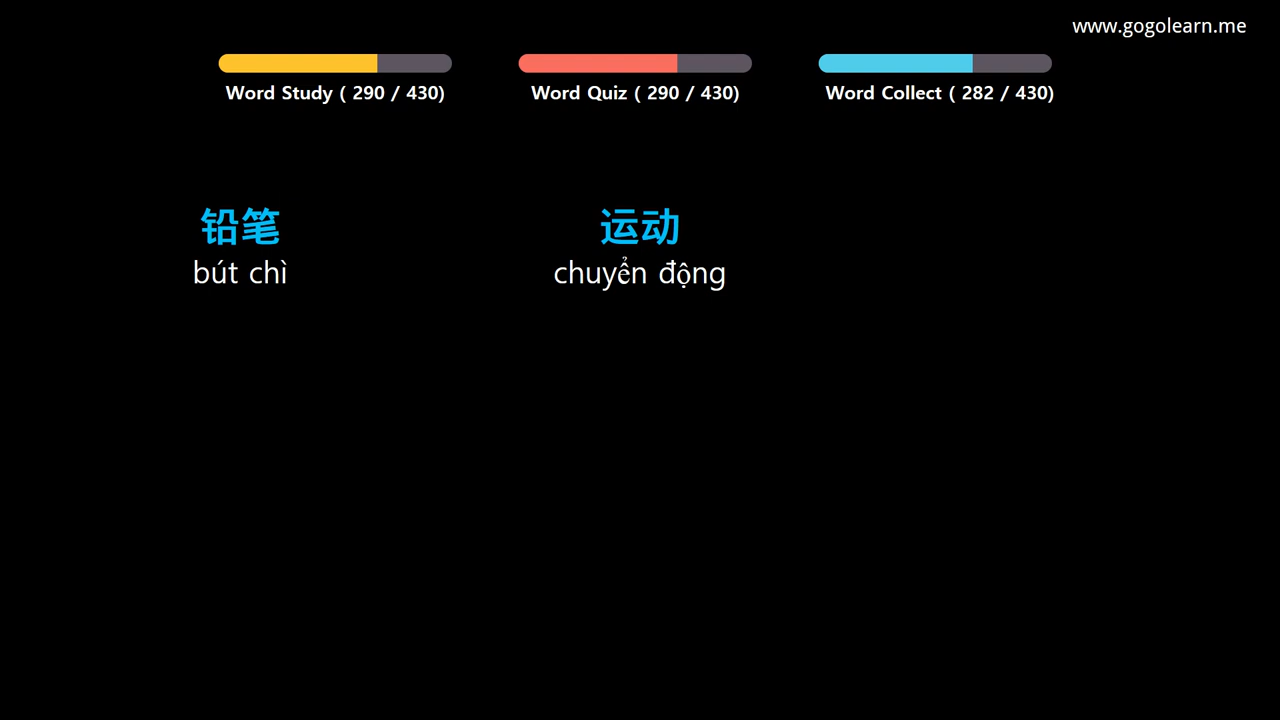 www.gogolearn.me
Word Study ( 290 / 430)
Word Quiz ( 290 / 430)
Word Collect ( 282 / 430)
铅笔
bút chì
运动
chuyển động